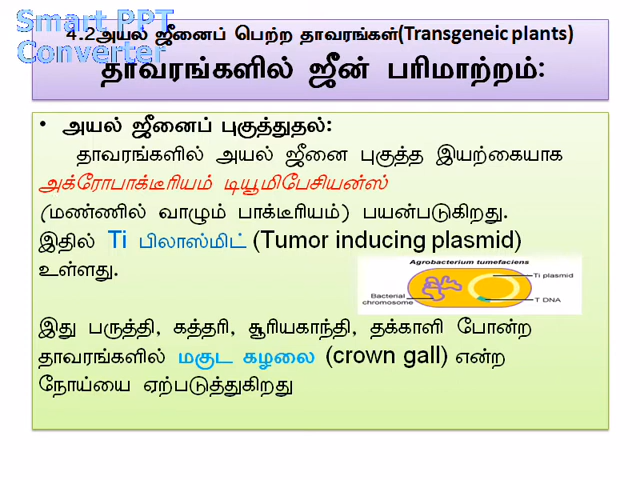 Smart PPT
Converter
4.2அயல் ஜீனைப் பெற்ற தாவரங்கள்(Transgeneic plants)
தாவரங்களில் ஜீன் பரிமாற்றம்:
• அயல் ஜீனைப் புகுத்துதல்:
தாவரங்களில் அயல் ஜீனை புகுத்த இயற்கையாக
அக்ரோபாக்டீரியம் டியூமிபேசியன்ஸ்
(மண்ணில் வாழும் பாக்டீரியம்) பயன்படுகிறது.
இதில் Ti பிலாஸ்மிட் (Tumor inducing plasmid)
உள்ளது.
Agrobacterium tumefaciens
Ti plasmid
Bacterial
chromosome
T DNA
இது பருத்தி, கத்தரி, சூரியகாந்தி, தக்காளி போன்ற
தாவரங்களில் மகுட கழலை (crown gall) என்ற
நோயை ஏற்படுத்துகிறது